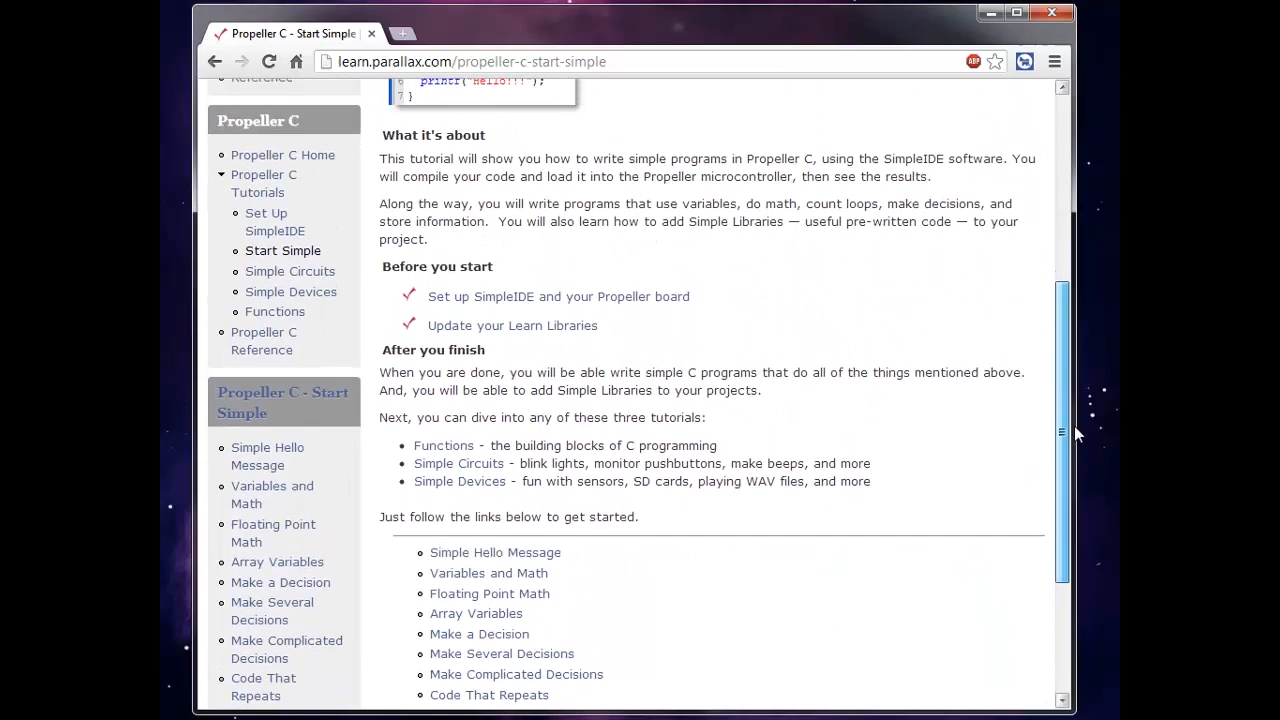 Propeller C - Start Simple
learn.parallax.com/propeller-c-start-simple
ABP
Reference
6 printf("Hello!!!");
7 }
Propeller C
Propeller C Home
Propeller C
Tutorials
Set Up
SimpleIDE
Start Simple
Simple Circuits
Simple Devices
Functions
Propeller C
Reference
Propeller C - Start
Simple
Simple Hello
Message
Variables and
Math
Floating Point
Math
Array Variables
Make a Decision
Make Several
Decisions
Make Complicated
Decisions
Code That
Repeats
What it's about
This tutorial will show you how to write simple programs in Propeller C, using the SimpleIDE software. You
will compile your code and load it into the Propeller microcontroller, then see the results.
Along the way, you will write programs that use variables, do math, count loops, make decisions, and
store information. You will also learn how to add Simple Libraries — useful pre-written code — to your
project.
Before you start
Set up SimpleIDE and your Propeller board
Update your Learn Libraries
After you finish
When you are done, you will be able write simple C programs that do all of the things mentioned above.
And, you will be able to add Simple Libraries to your projects.
Next, you can dive into any of these three tutorials:
Functions - the building blocks of C programming
Simple Circuits - blink lights, monitor pushbuttons, make beeps, and more
Simple Devices - fun with sensors, SD cards, playing WAV files, and more
Just follow the links below to get started.
Simple Hello Message
Variables and Math
Floating Point Math
Array Variables
Make a Decision
Make Several Decisions
Make Complicated Decisions
Code That Repeats